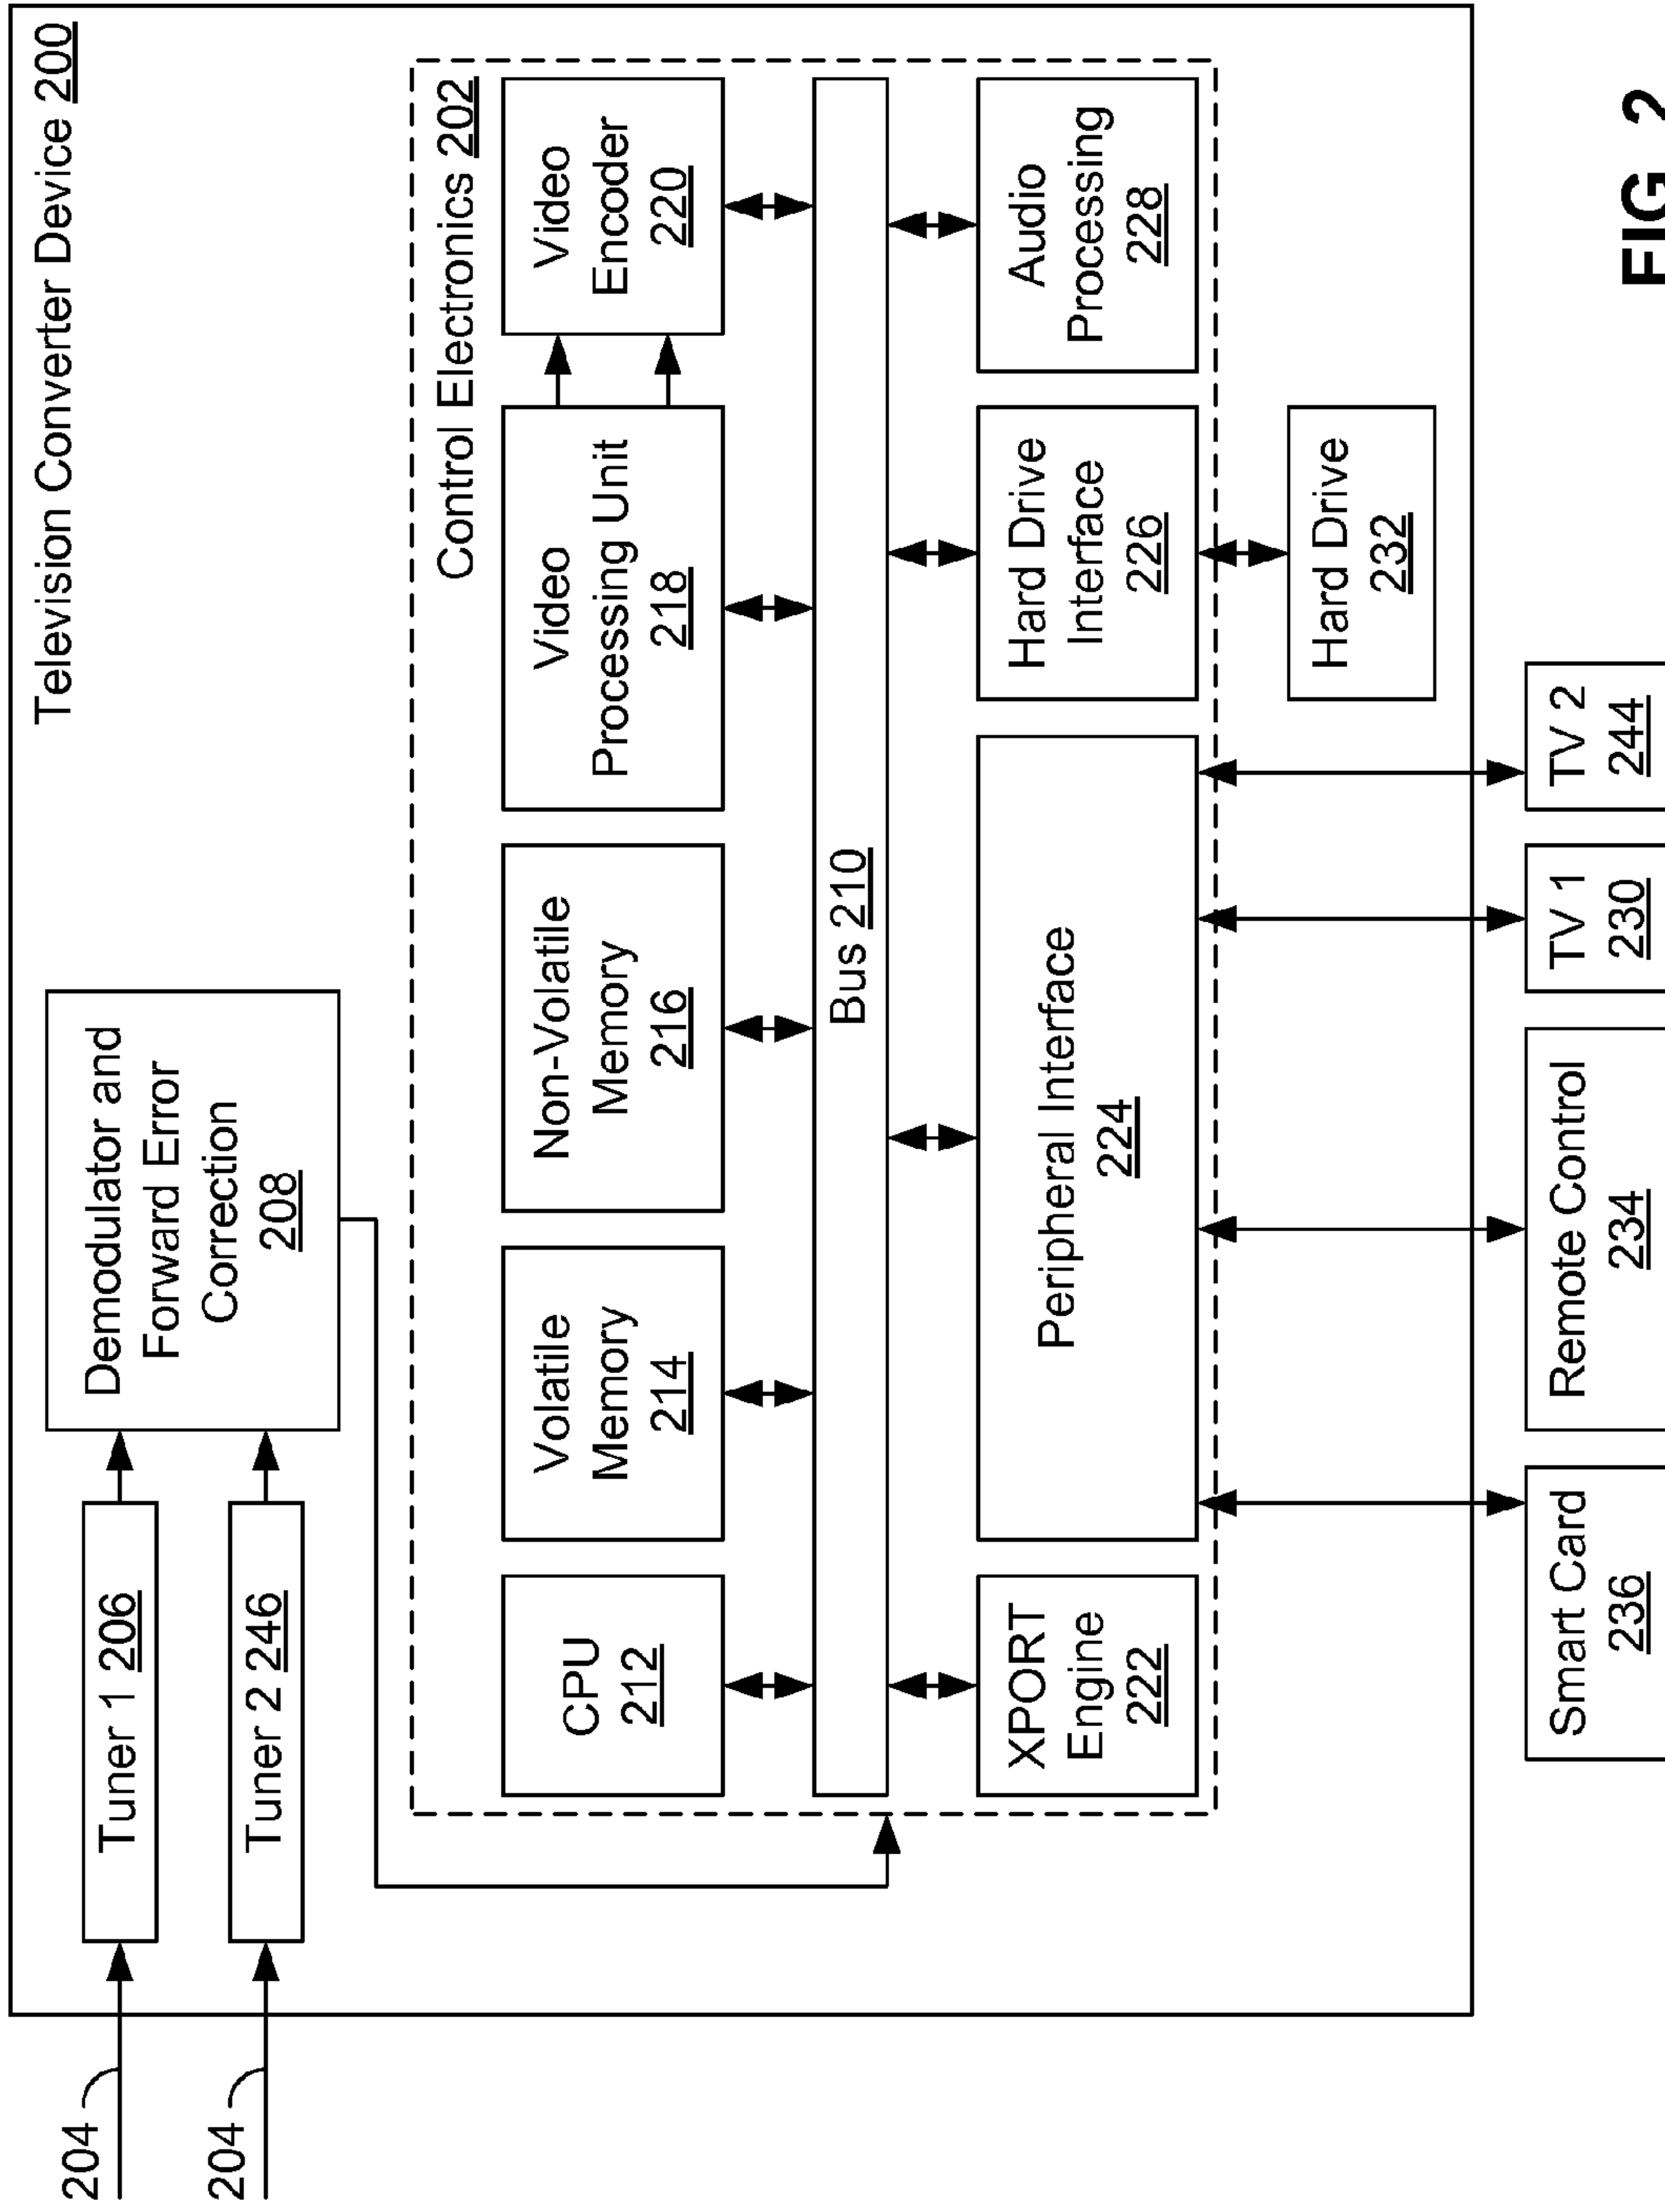 Television Converter Device 200
204
Tuner 1 206
204
Tuner 2 246
Demodulator and
Forward Error
Correction
208
Control Electronics 202
CPU
212
Volatile
Memory
214
Non-Volatile
Memory
216
Video
Processing Unit
218
Video
Encoder
220
Bus 210
XPORT
Engine
222
Peripheral Interface
224
Hard Drive
Interface
226
Audio
Processing
228
Hard Drive
232
Smart Card
236
Remote Control
234
TV 1
230
TV 2
244
FIG 2